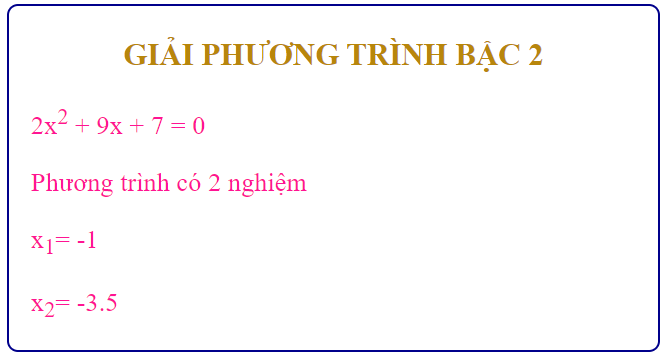 GIẢI PHƯƠNG TRÌNH BẬC 2
2x² + 9x + 7 = 0
Phương trình có 2 nghiệm
x₁= -1
x₂= -3.5